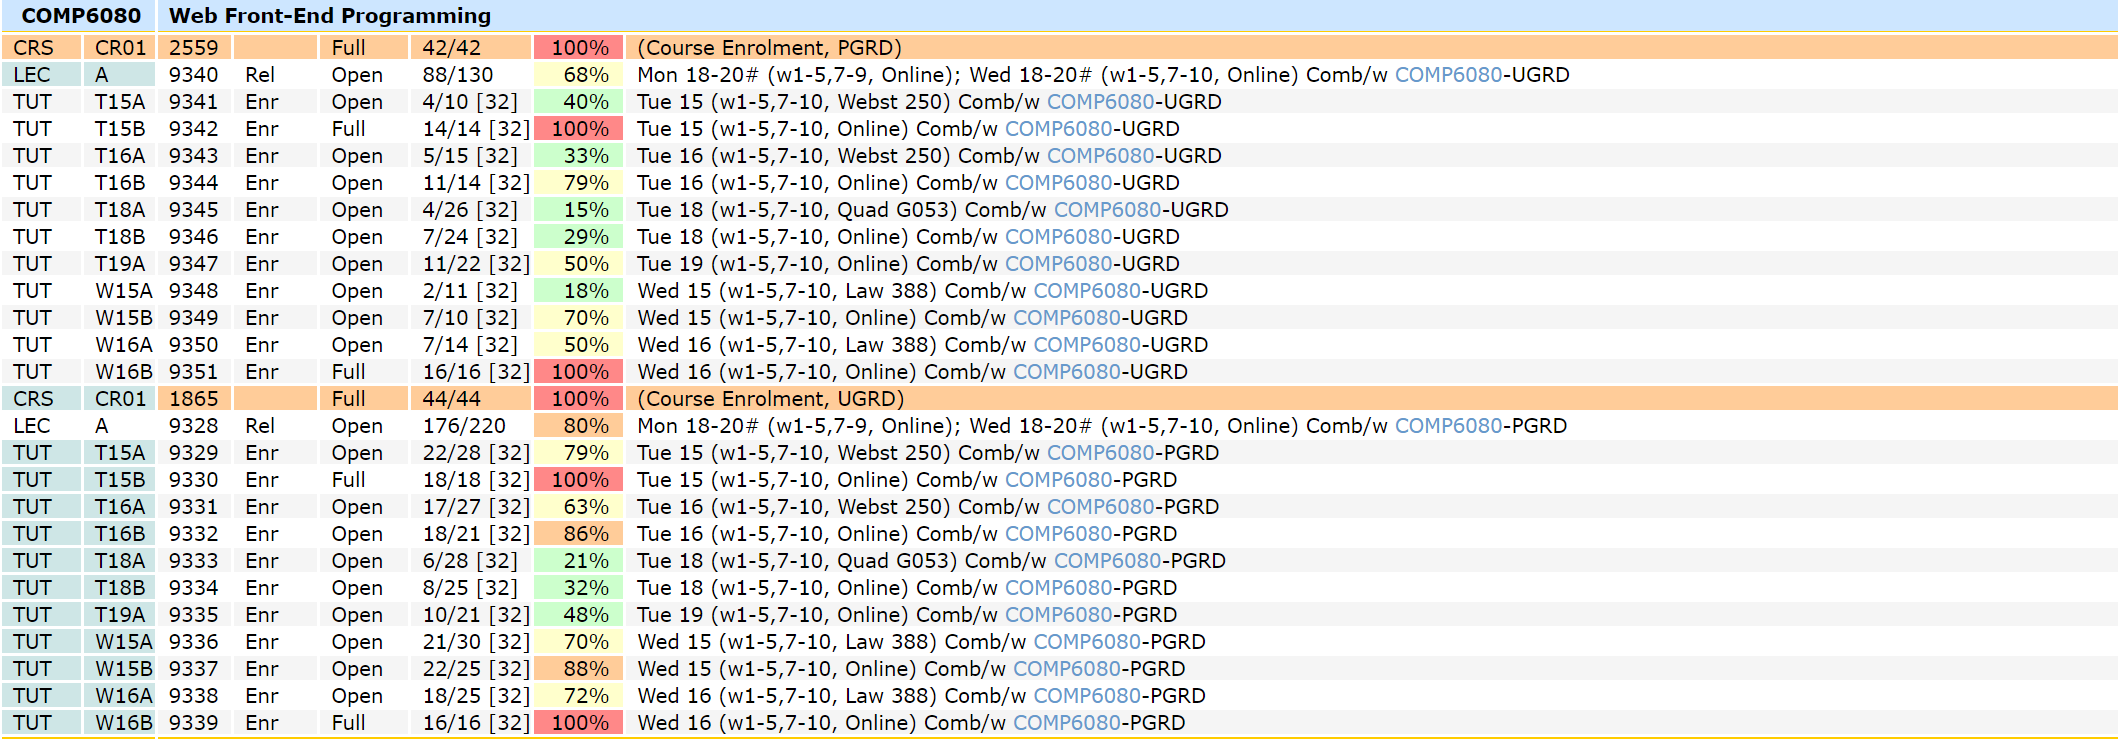 COMP6080 Web Front-End Programming
CRS CR01 2559 Full 42/42 100% (Course Enrolment, PGRD)
LEC A 9340 Rel Open 88/130 68% Mon 18-20# (w1-5,7-9, Online); Wed 18-20# (w1-5,7-10, Online) Comb/w COMP6080-UGRD
TUT T15A 9341 Enr Open 4/10 [32] 40% Tue 15 (w1-5,7-10, Webst 250) Comb/w COMP6080-UGRD
TUT T15B 9342 Enr Full 14/14 [32] 100% Tue 15 (w1-5,7-10, Online) Comb/w COMP6080-UGRD
TUT T16A 9343 Enr Open 5/15 [32] 33% Tue 16 (w1-5,7-10, Webst 250) Comb/w COMP6080-UGRD
TUT T16B 9344 Enr Open 11/14 [32] 79% Tue 16 (w1-5,7-10, Online) Comb/w COMP6080-UGRD
TUT T18A 9345 Enr Open 4/26 [32] 15% Tue 18 (w1-5,7-10, Quad G053) Comb/w COMP6080-UGRD
TUT T18B 9346 Enr Open 7/24 [32] 29% Tue 18 (w1-5,7-10, Online) Comb/w COMP6080-UGRD
TUT T19A 9347 Enr Open 11/22 [32] 50% Tue 19 (w1-5,7-10, Online) Comb/w COMP6080-UGRD
TUT W15A 9348 Enr Open 2/11 [32] 18% Wed 15 (w1-5,7-10, Law 388) Comb/w COMP6080-UGRD
TUT W15B 9349 Enr Open 7/10 [32] 70% Wed 15 (w1-5,7-10, Online) Comb/w COMP6080-UGRD
TUT W16A 9350 Enr Open 7/14 [32] 50% Wed 16 (w1-5,7-10, Law 388) Comb/w COMP6080-UGRD
TUT W16B 9351 Enr Full 16/16 [32] 100% Wed 16 (w1-5,7-10, Online) Comb/w COMP6080-UGRD
CRS CR01 1865 Full 44/44 100% (Course Enrolment, UGRD)
LEC A 9328 Rel Open 176/220 80% Mon 18-20# (w1-5,7-9, Online); Wed 18-20# (w1-5,7-10, Online) Comb/w COMP6080-PGRD
TUT T15A 9329 Enr Open 22/28 [32] 79% Tue 15 (w1-5,7-10, Webst 250) Comb/w COMP6080-PGRD
TUT T15B 9330 Enr Full 18/18 [32] 100% Tue 15 (w1-5,7-10, Online) Comb/w COMP6080-PGRD
TUT T16A 9331 Enr Open 17/27 [32] 63% Tue 16 (w1-5,7-10, Webst 250) Comb/w COMP6080-PGRD
TUT T16B 9332 Enr Open 18/21 [32] 86% Tue 16 (w1-5,7-10, Online) Comb/w COMP6080-PGRD
TUT T18A 9333 Enr Open 6/28 [32] 21% Tue 18 (w1-5,7-10, Quad G053) Comb/w COMP6080-PGRD
TUT T18B 9334 Enr Open 8/25 [32] 32% Tue 18 (w1-5,7-10, Online) Comb/w COMP6080-PGRD
TUT T19A 9335 Enr Open 10/21 [32] 48% Tue 19 (w1-5,7-10, Online) Comb/w COMP6080-PGRD
TUT W15A 9336 Enr Open 21/30 [32] 70% Wed 15 (w1-5,7-10, Law 388) Comb/w COMP6080-PGRD
TUT W15B 9337 Enr Open 22/25 [32] 88% Wed 15 (w1-5,7-10, Online) Comb/w COMP6080-PGRD
TUT W16A 9338 Enr Open 18/25 [32] 72% Wed 16 (w1-5,7-10, Law 388) Comb/w COMP6080-PGRD
TUT W16B 9339 Enr Full 16/16 [32] 100% Wed 16 (w1-5,7-10, Online) Comb/w COMP6080-PGRD